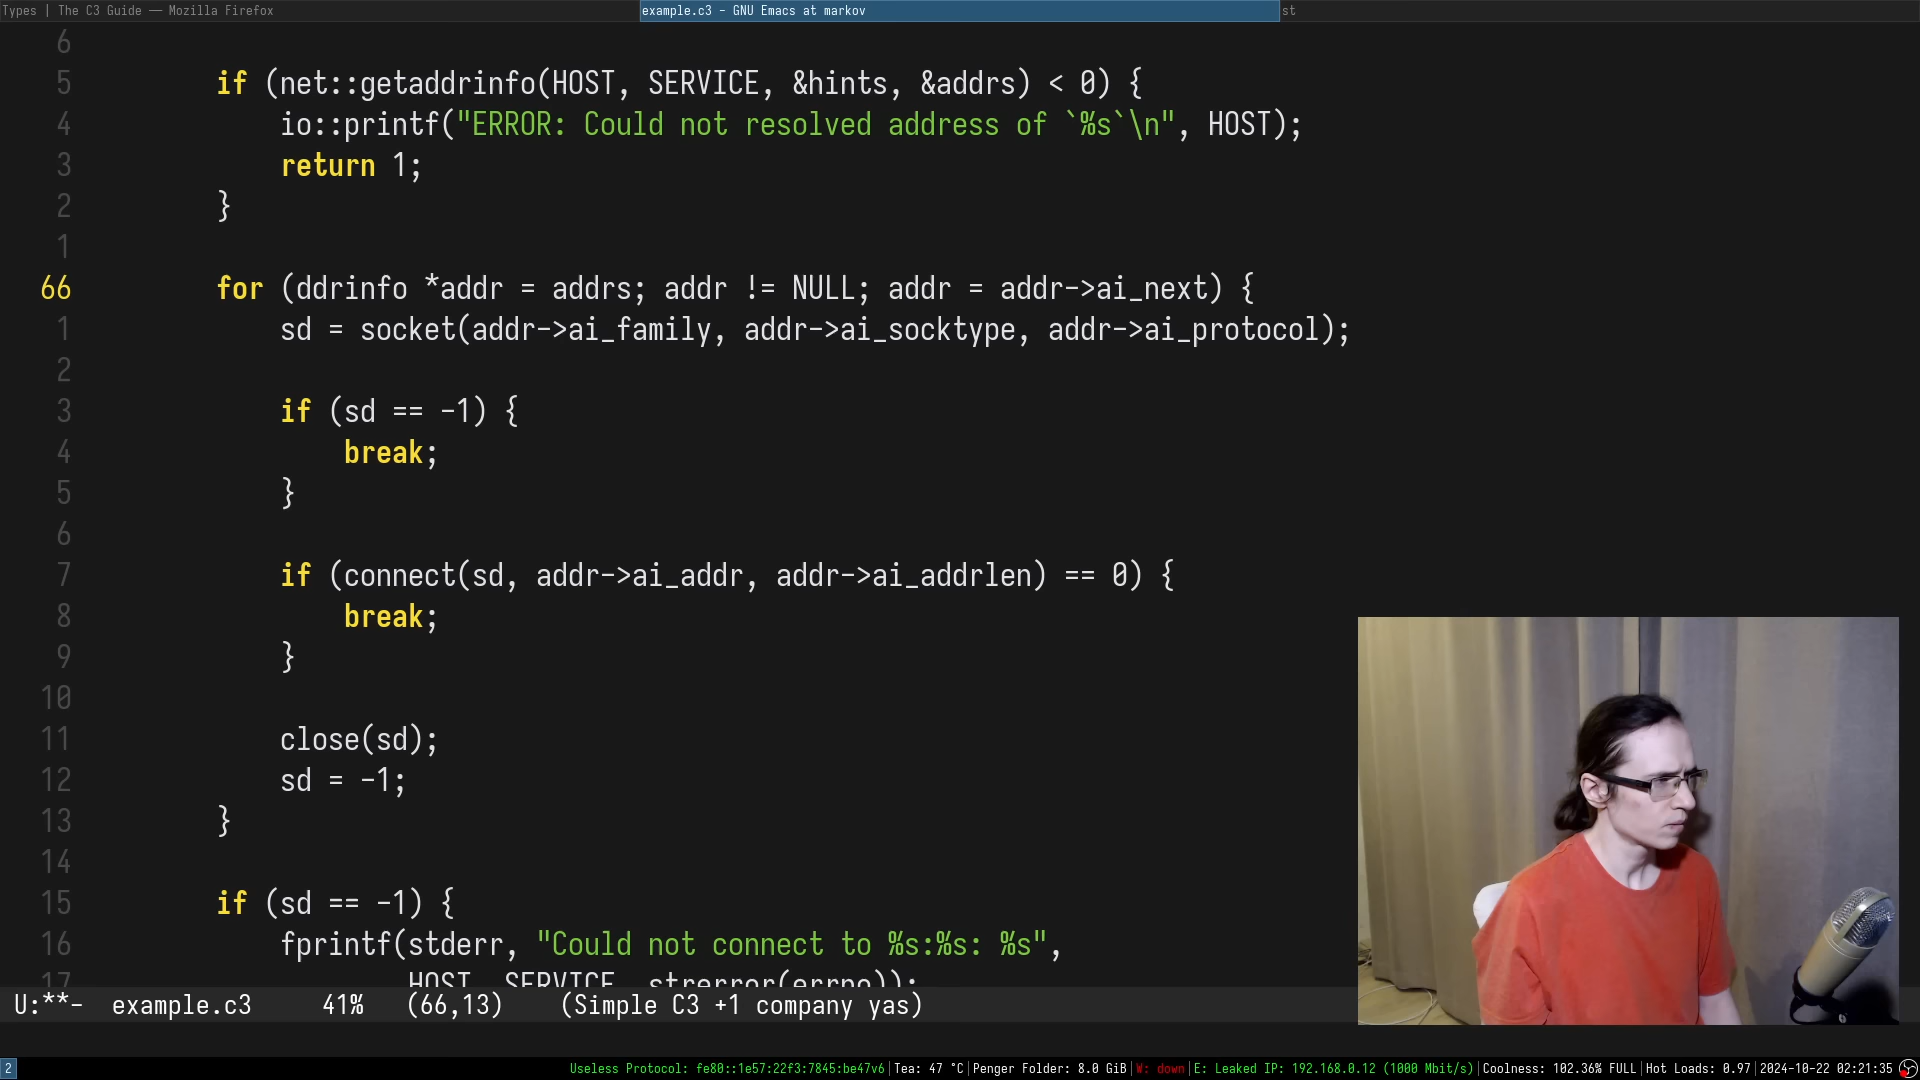 Types | The C3 Guide — Mozilla Firefox
example.c3 - GNU Emacs at markov
st
6
5 if (net::getaddrinfo(HOST, SERVICE, &hints, &addrs) < 0) {
4 io::printf("ERROR: Could not resolved address of `%s`\n", HOST);
3 return 1;
2 }
1
66 for (ddrinfo *addr = addrs; addr != NULL; addr = addr->ai_next) {
1 sd = socket(addr->ai_family, addr->ai_socktype, addr->ai_protocol);
2
3 if (sd == -1) {
4 break;
5 }
6
7 if (connect(sd, addr->ai_addr, addr->ai_addrlen) == 0) {
8 break;
9 }
10
11 close(sd);
12 sd = -1;
13 }
14
15 if (sd == -1) {
16 fprintf(stderr, "Could not connect to %s:%s: %s",
17 HOST, SERVICE, strerror(errno));
U:**- example.c3 41% (66,13) (Simple C3 +1 company yas)
2 Useless Protocol: fe80::1e57:22f3:7845:be47v6|Tea: 47 °C|Penger Folder: 8.0 GiB|W: down|E: Leaked IP: 192.168.0.12 (1000 Mbit/s)|Coolness: 102.36% FULL|Hot Loads: 0.97|2024-10-22 02:21:35